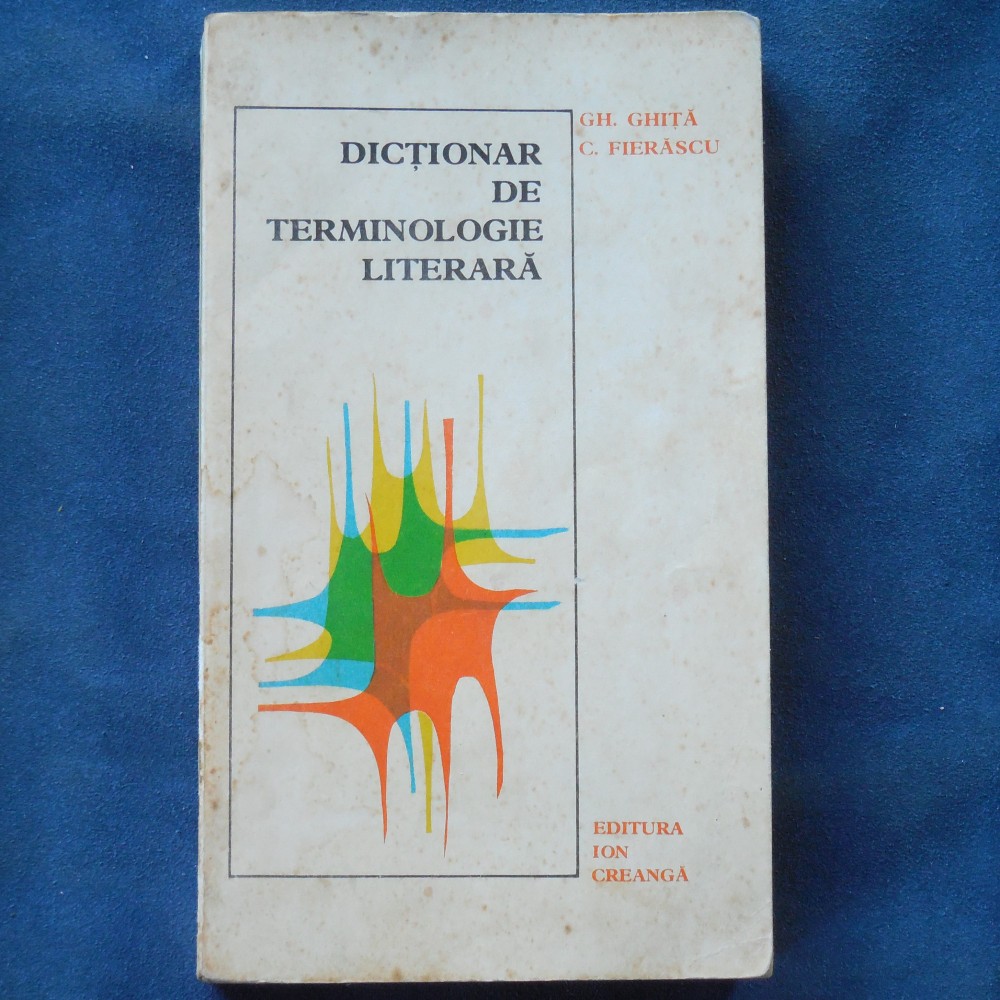 GH. GHIȚĂ
C. FIERĂSCU
DICȚIONAR
DE
TERMINOLOGIE
LITERARĂ
EDITURA
ION
CREANGĂ